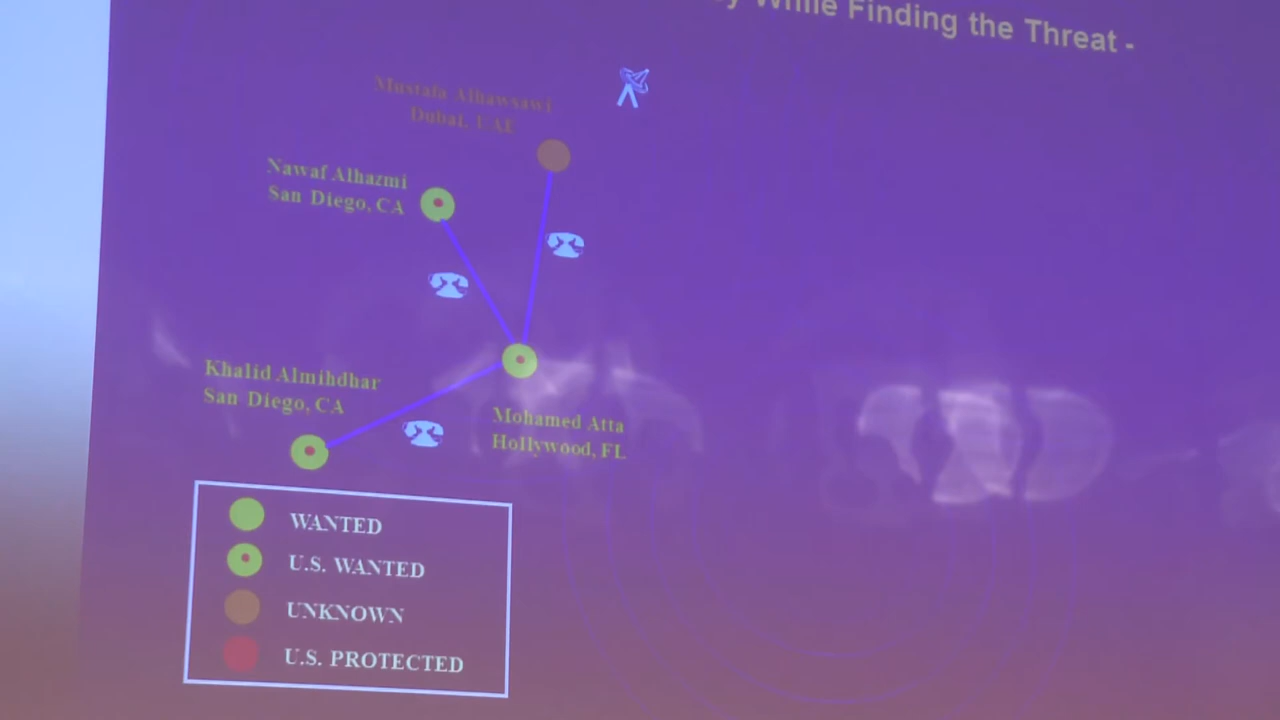 While Finding the Threat -
Mustafa Alhawsawi
Dubai, UAE
Nawaf Alhazmi
San Diego, CA
Khalid Almihdhar
San Diego, CA
Mohamed Atta
Hollywood, FL
WANTED
U.S. WANTED
UNKNOWN
U.S. PROTECTED